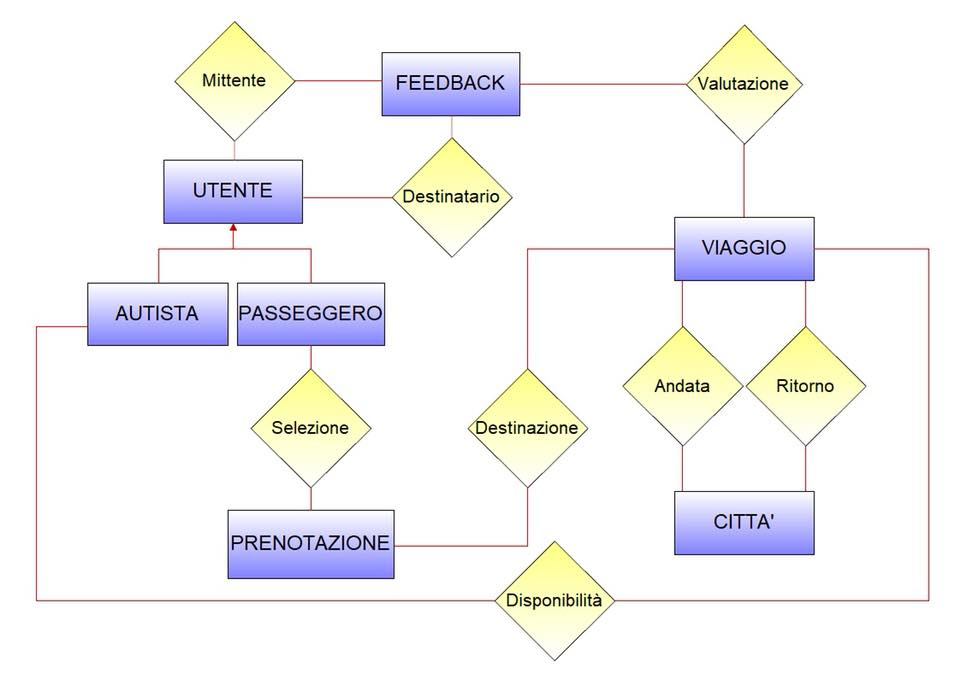 Mittente
FEEDBACK
Valutazione
UTENTE
Destinatario
VIAGGIO
AUTISTA
PASSEGGERO
Andata
Ritorno
Selezione
Destinazione
CITTA'
PRENOTAZIONE
Disponibilità